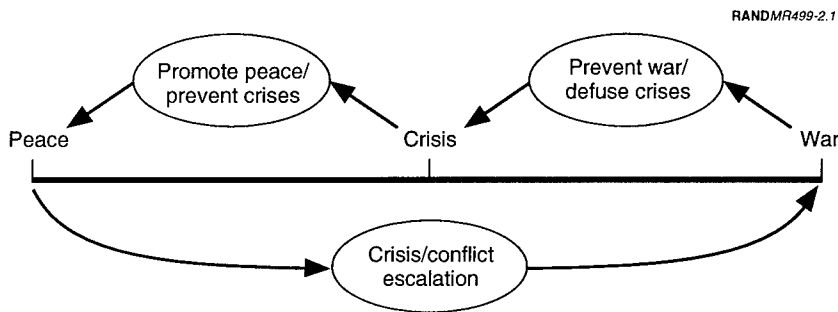 RANDMR499-2.1
Promote peace/
prevent crises
Prevent war/
defuse crises
Peace
Crisis
War
Crisis/conflict
escalation